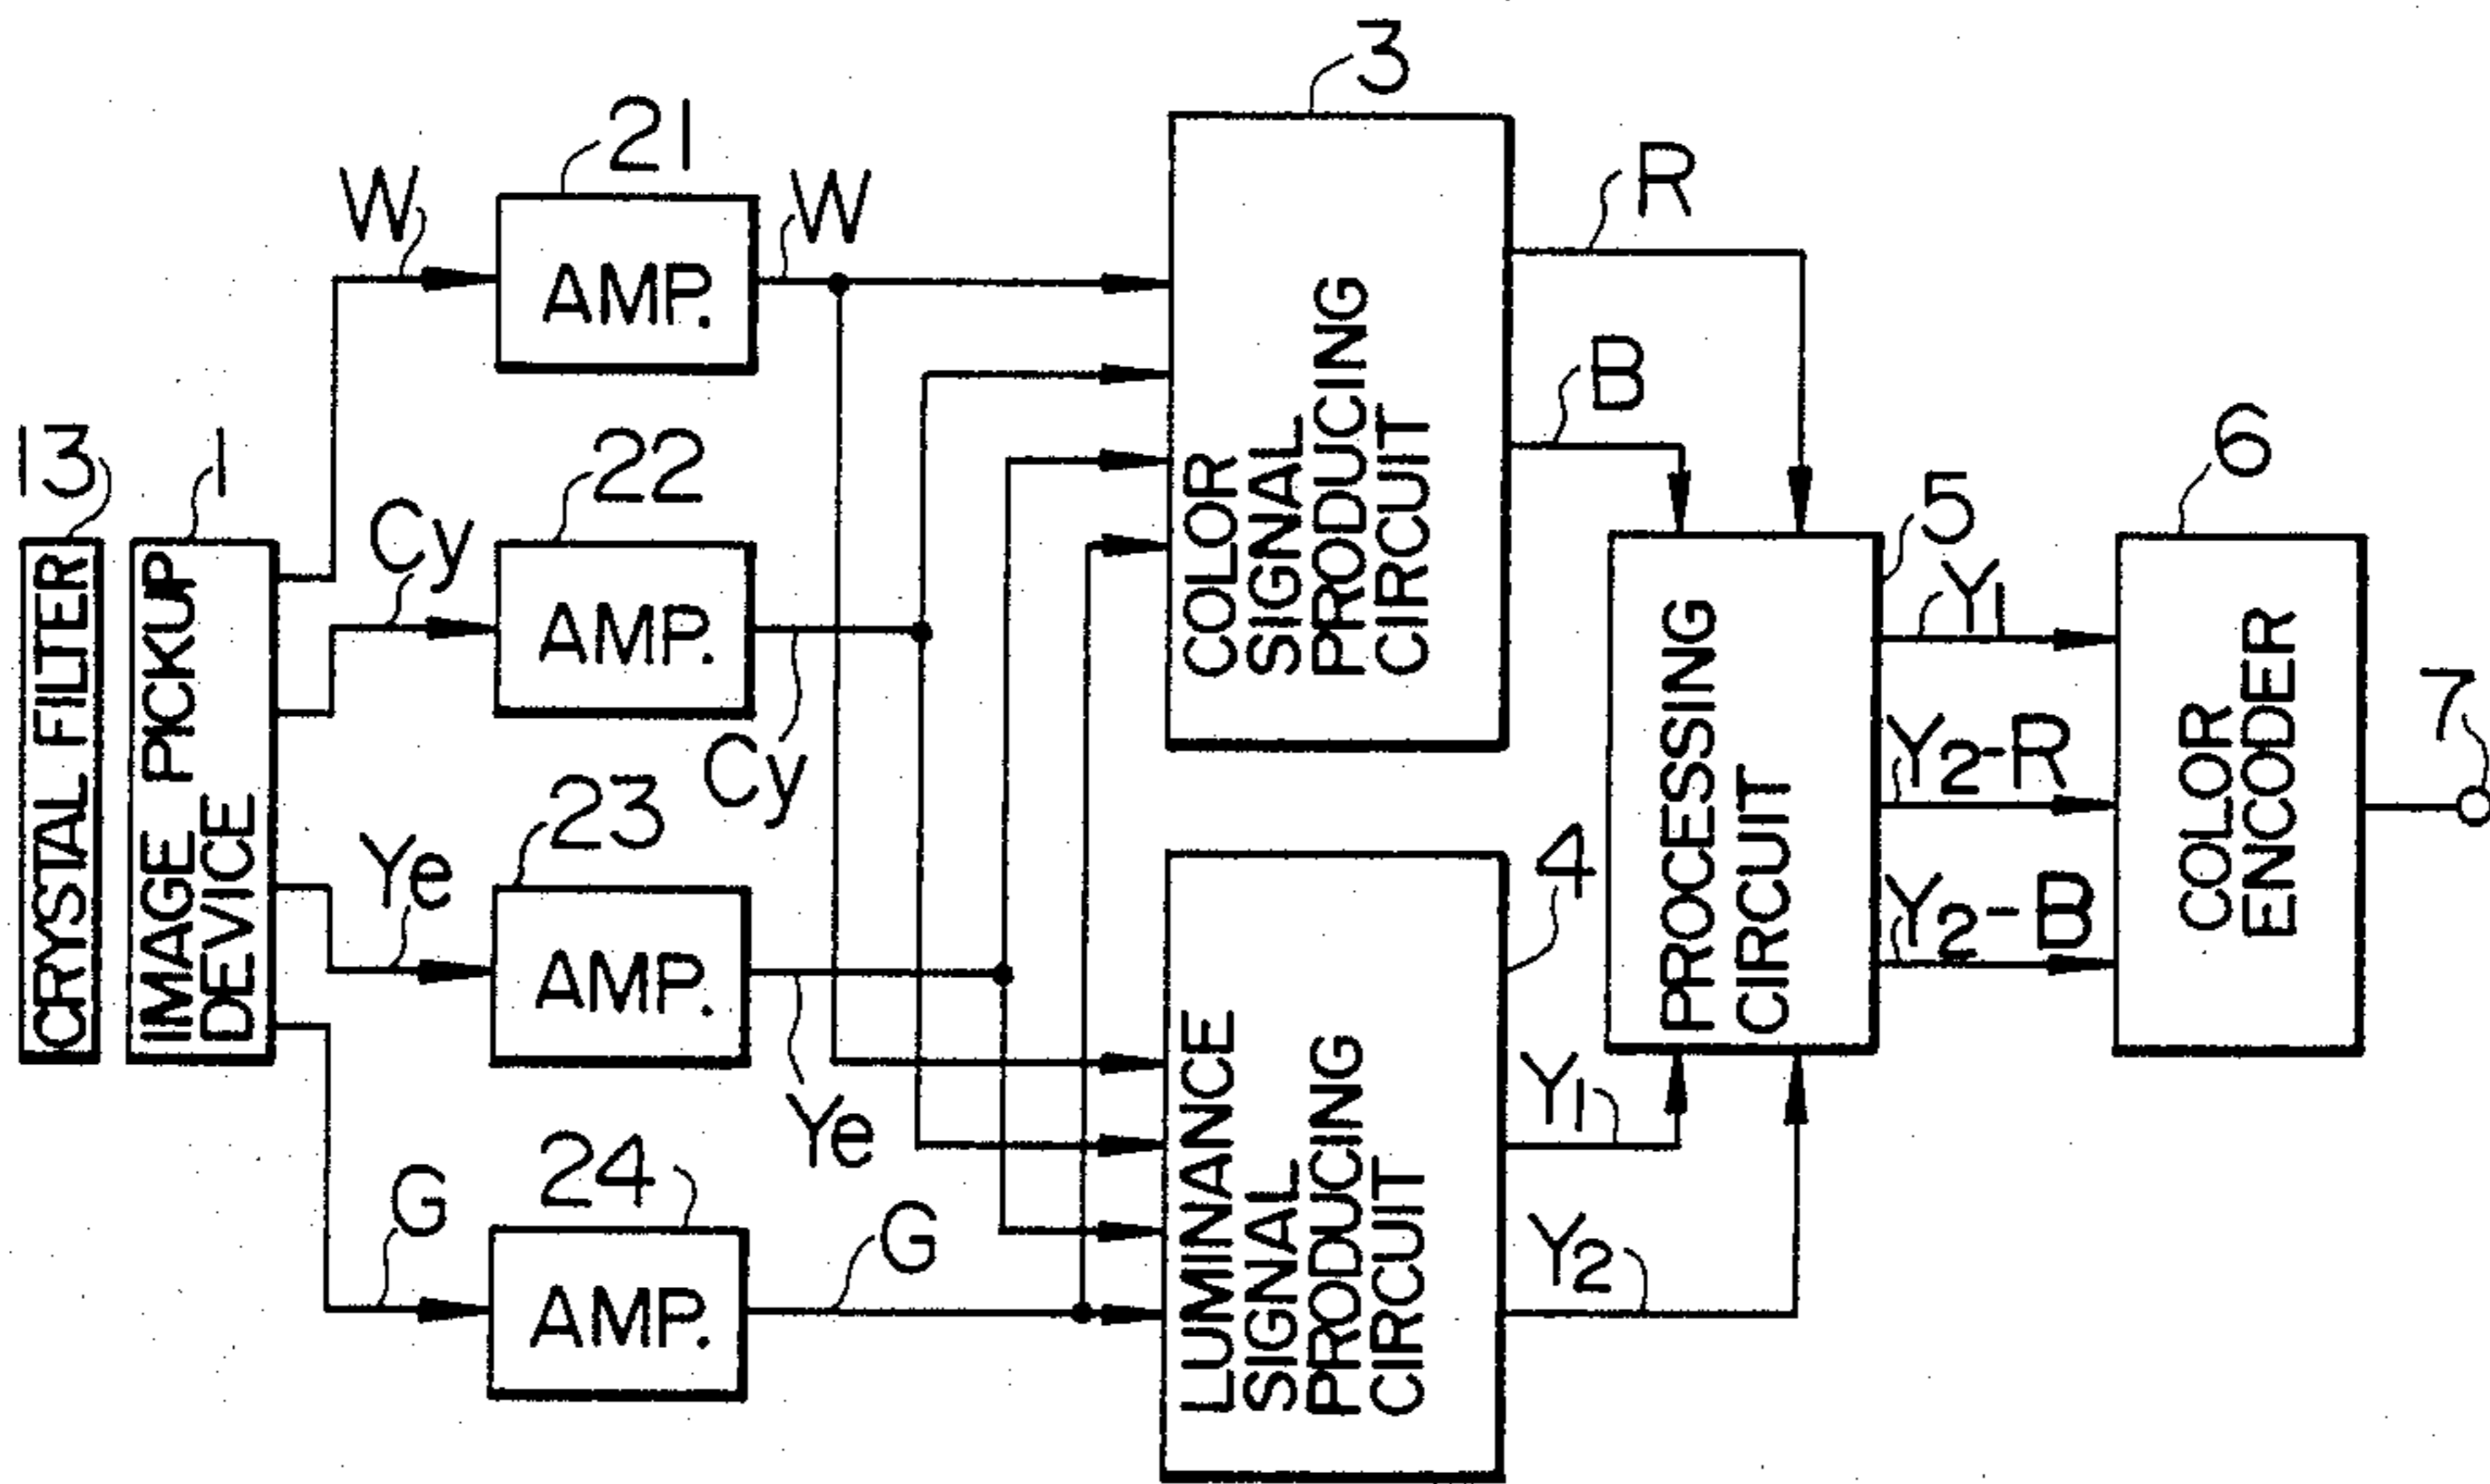 13
CRYSTAL FILTER
1
IMAGE PICKUP
DEVICE
W
21
AMP.
W
Cy
22
AMP.
Cy
Ye
23
AMP.
Ye
G
24
AMP.
G
3
COLOR
SIGNAL
PRODUCING
CIRCUIT
R
B
4
LUMINANCE
SIGNAL
PRODUCING
CIRCUIT
Y1
Y2
5
PROCESSING
CIRCUIT
Y1
Y2-R
Y2-B
6
COLOR
ENCODER
7